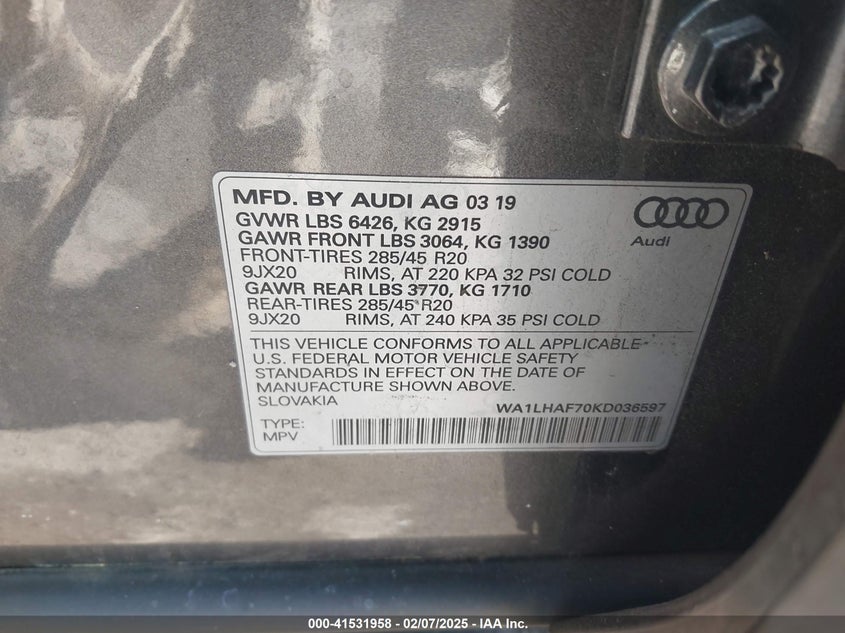 MFD. BY AUDI AG 03 19
GVWR LBS 6426, KG 2915
GAWR FRONT LBS 3064, KG 1390
FRONT-TIRES 285/45 R20
9JX20 RIMS, AT 220 KPA 32 PSI COLD
GAWR REAR LBS 3770, KG 1710
REAR-TIRES 285/45 R20
9JX20 RIMS, AT 240 KPA 35 PSI COLD
Audi
THIS VEHICLE CONFORMS TO ALL APPLICABLE
U.S. FEDERAL MOTOR VEHICLE SAFETY
STANDARDS IN EFFECT ON THE DATE OF
MANUFACTURE SHOWN ABOVE.
SLOVAKIA WA1LHAF70KD036597
TYPE:
MPV
000-41531958 - 02/07/2025 - IAA Inc.